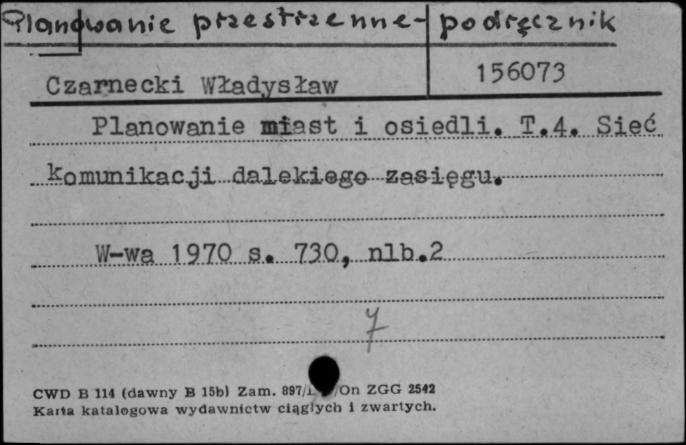 Planowanie przestrzenne - podręcznik
Czarnecki Władysław
156073
Planowanie miast i osiedli. T.4. Sieć
komunikacji dalekiego zasięgu.
W-wa 1970 s. 730, nlb.2
7
CWD B 114 (dawny B 15b) Zam. 897/ /On ZGG 2542
Karta katalogowa wydawnictw ciągłych i zwartych.